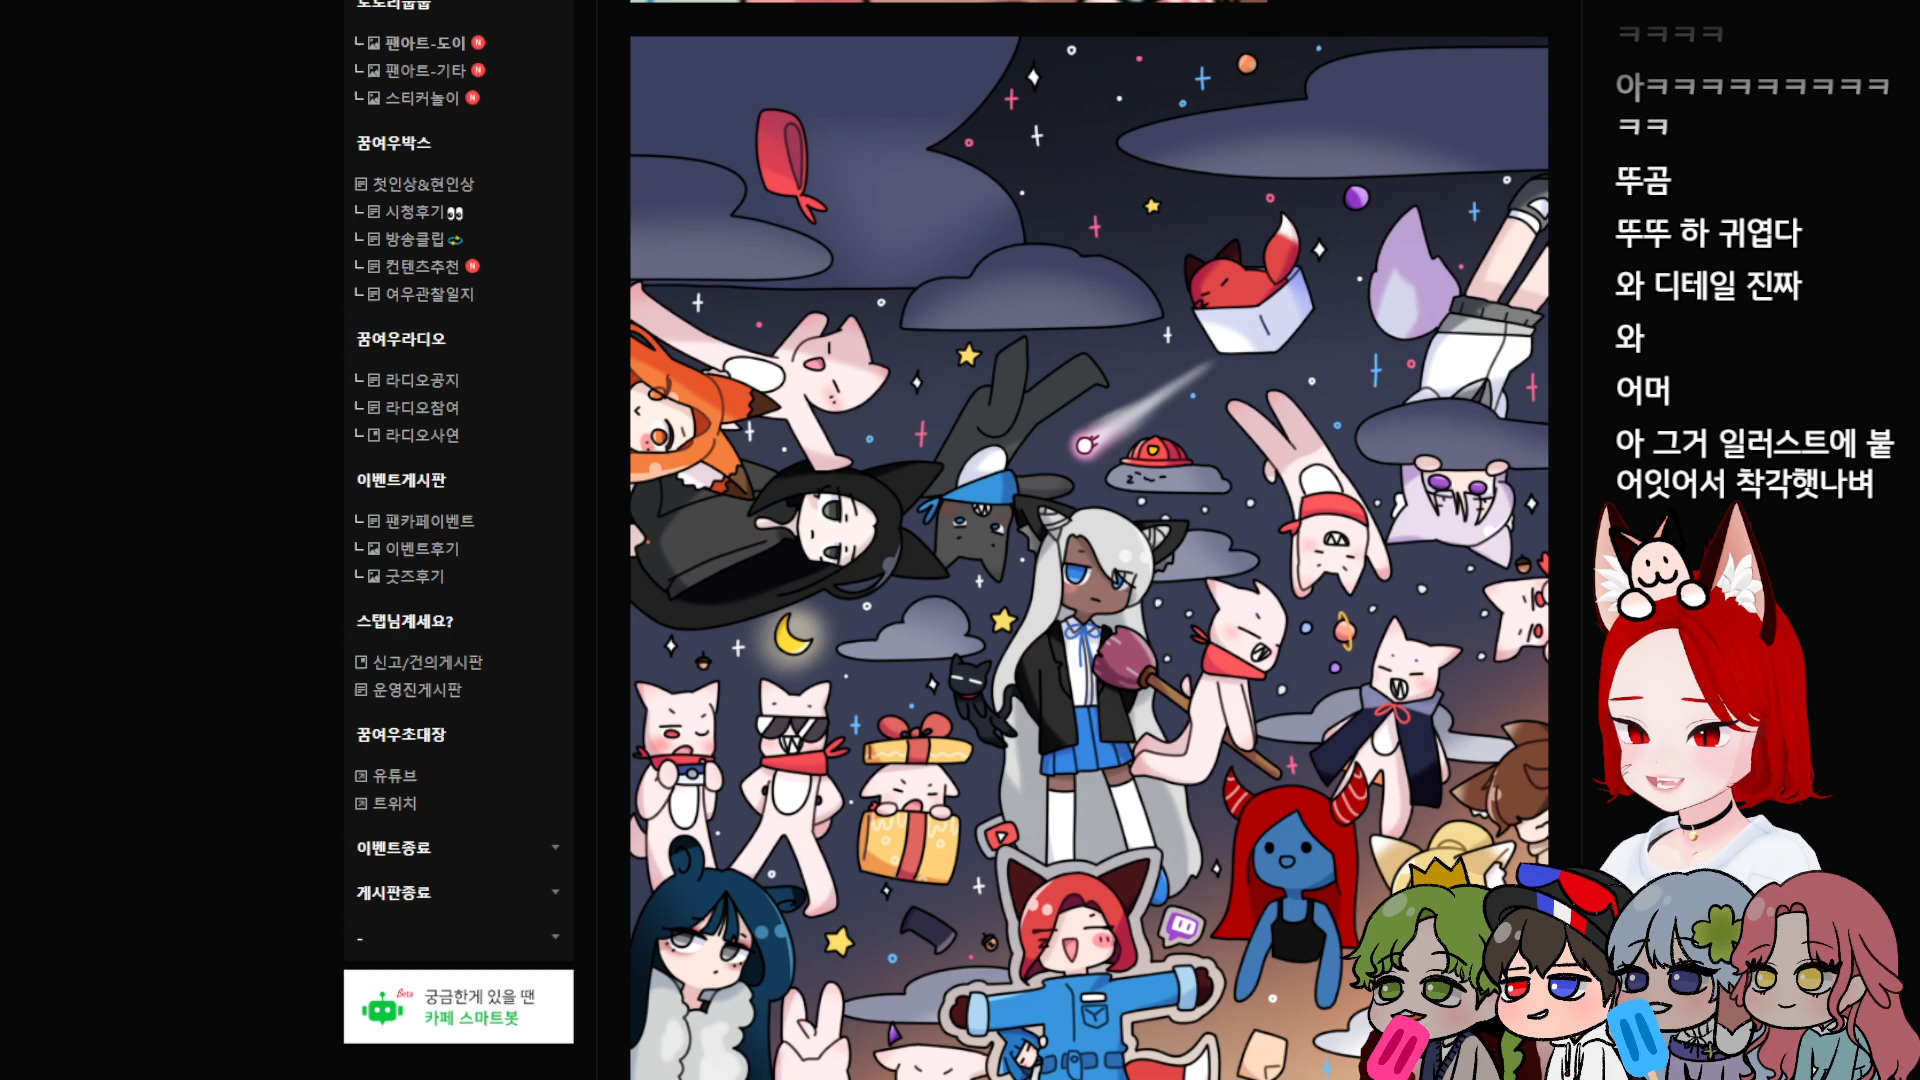 토토리룸룸
팬아트-도이 N
팬아트-기타 N
스티커놀이 N
꿈여우박스
첫인상&현인상
시청후기
방송클립
컨텐츠추천 N
여우관찰일지
꿈여우라디오
라디오공지
라디오참여
라디오사연
이벤트게시판
팬카페이벤트
이벤트후기
굿즈후기
스탭님계세요?
신고/건의게시판
운영진게시판
꿈여우초대장
유튜브
트위치
이벤트종료
게시판종료
-
Beta
궁금한게 있을 땐
카페 스마트봇
ㅋㅋㅋㅋ
아ㅋㅋㅋㅋㅋㅋㅋㅋㅋ
ㅋㅋ
뚜곰
뚜뚜 하 귀엽다
와 디테일 진짜
와
어머
아 그거 일러스트에 붙
어잇어서 착각햇나벼